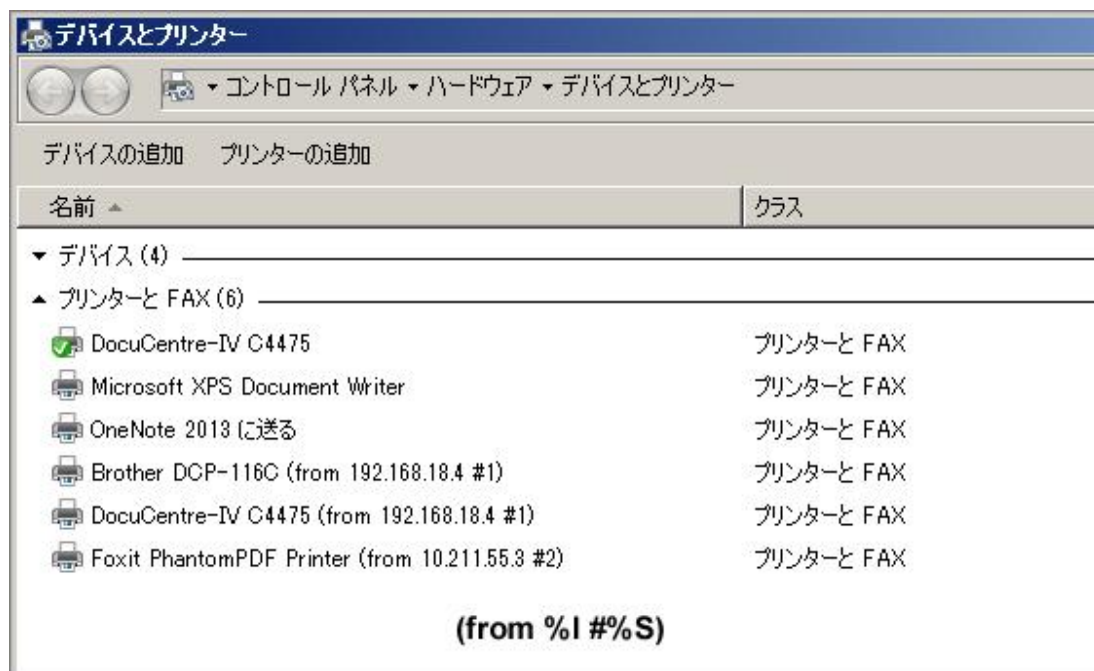 デバイスとプリンター
コントロール パネル ▾ ハードウェア ▾ デバイスとプリンター
デバイスの追加 プリンターの追加
名前 クラス
デバイス (4)
プリンターと FAX (6)
DocuCentre-IV C4475 プリンターと FAX
Microsoft XPS Document Writer プリンターと FAX
OneNote 2013 に送る プリンターと FAX
Brother DCP-116C (from 192.168.18.4 #1) プリンターと FAX
DocuCentre-IV C4475 (from 192.168.18.4 #1) プリンターと FAX
Foxit PhantomPDF Printer (from 10.211.55.3 #2) プリンターと FAX
(from %I #%S)